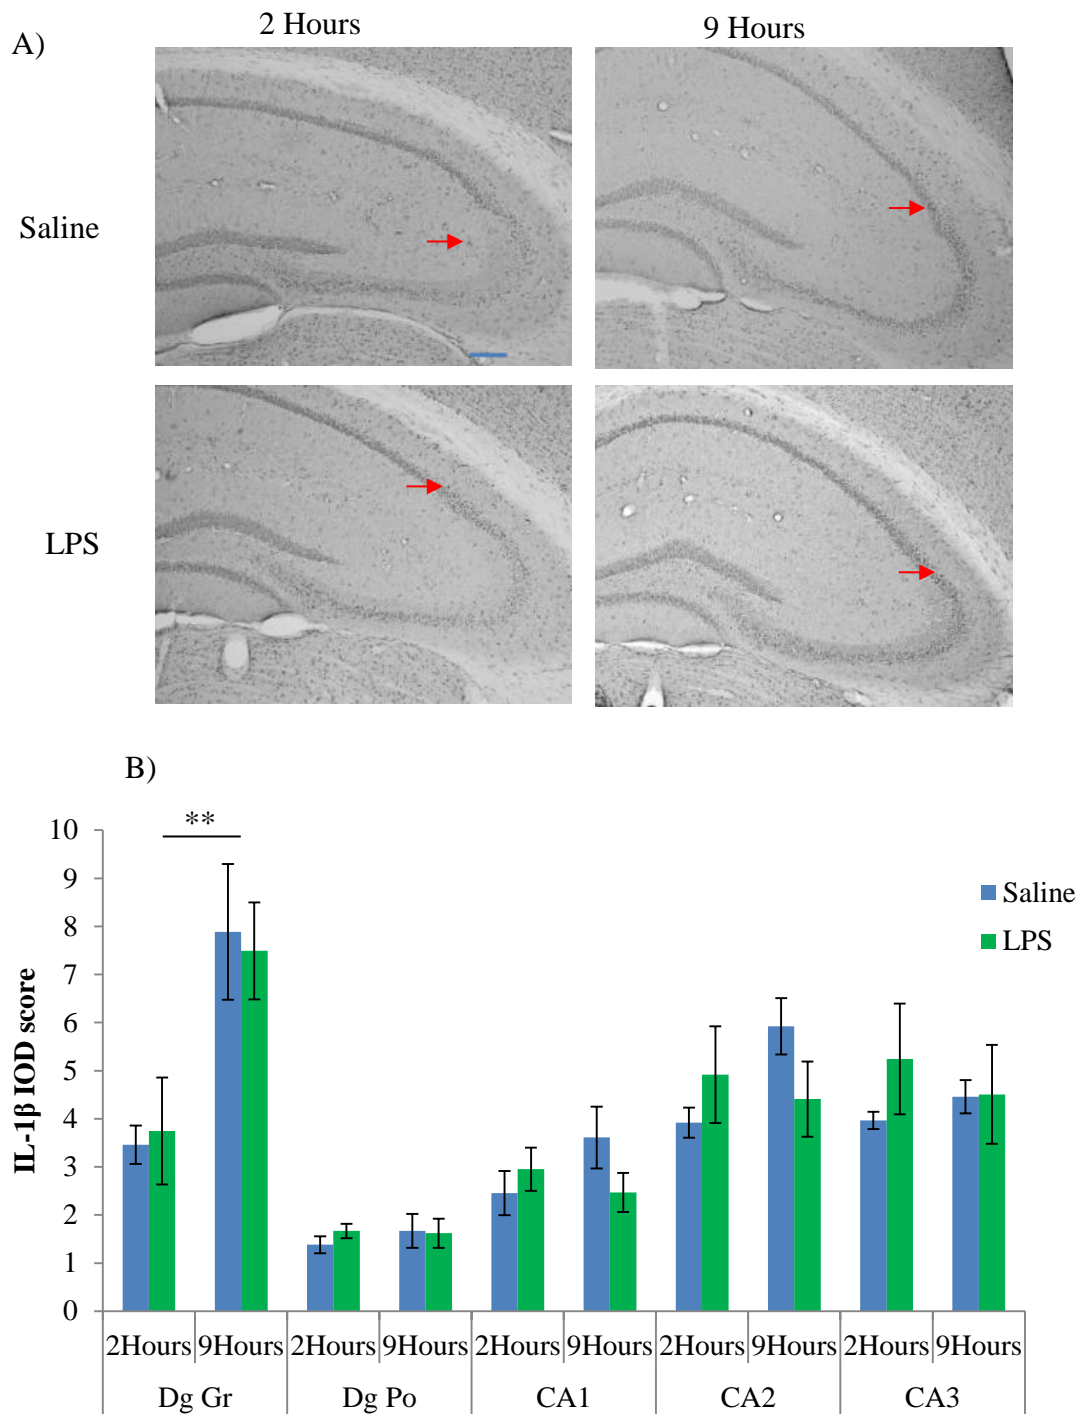 A)
2 Hours
9 Hours
Saline
LPS
B)
**
10
9
8
7
6
5
4
3
2
1
0
IL-1β IOD score
Saline
LPS
2Hours 9Hours 2Hours 9Hours 2Hours 9Hours 2Hours 9Hours 2Hours 9Hours
Dg Gr Dg Po CA1 CA2 CA3